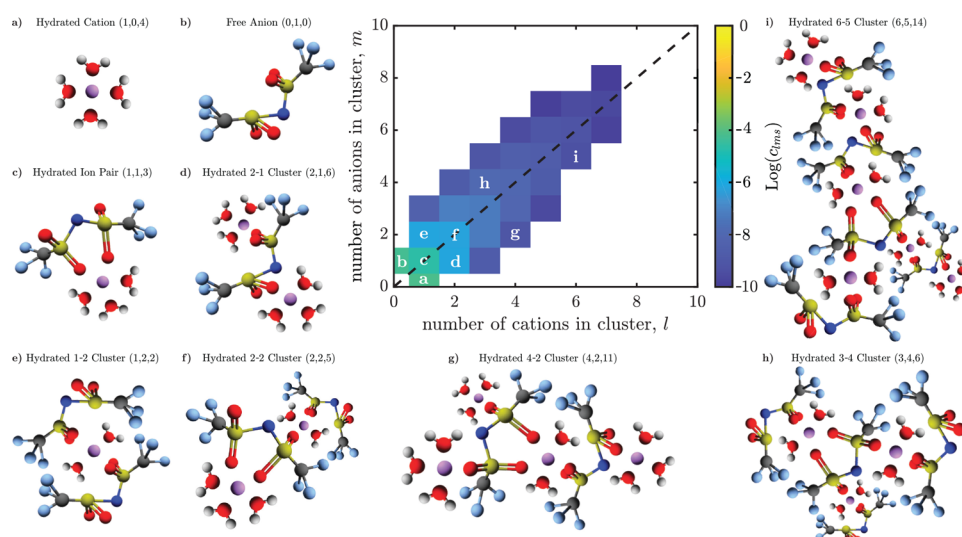 a) Hydrated Cation (1,0,4)
b) Free Anion (0,1,0)
c) Hydrated Ion Pair (1,1,3)
d) Hydrated 2-1 Cluster (2,1,6)
number of anions in cluster, m
10
8
6
4
2
0
i
h
g
e f
b c d
a
0 2 4 6 8 10
number of cations in cluster, l
0
-2
-4
-6
-8
-10
Log(c_lms)
i) Hydrated 6-5 Cluster (6,5,14)
e) Hydrated 1-2 Cluster (1,2,2)
f) Hydrated 2-2 Cluster (2,2,5)
g) Hydrated 4-2 Cluster (4,2,11)
h) Hydrated 3-4 Cluster (3,4,6)